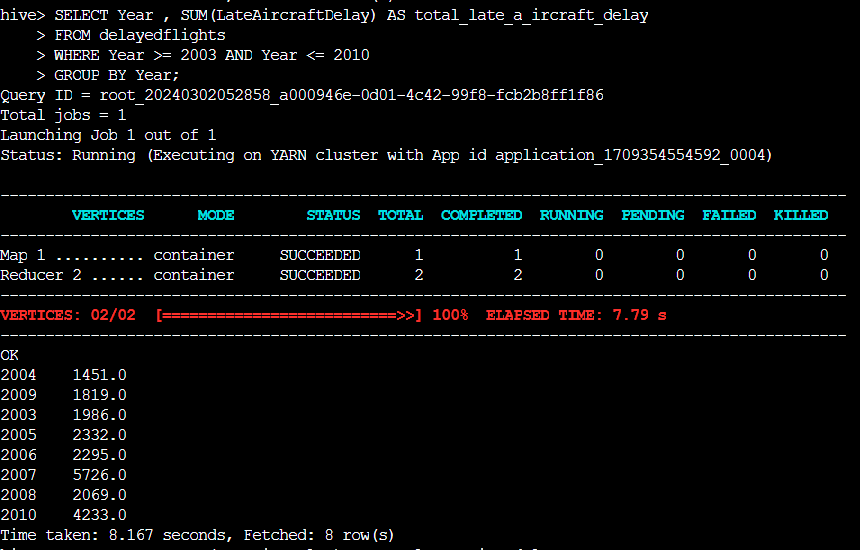 hive> SELECT Year , SUM(LateAircraftDelay) AS total_late_a_ircraft_delay
    > FROM delayedflights
    > WHERE Year >= 2003 AND Year <= 2010
    > GROUP BY Year;
Query ID = root_20240302052858_a000946e-0d01-4c42-99f8-fcb2b8ff1f86
Total jobs = 1
Launching Job 1 out of 1
Status: Running (Executing on YARN cluster with App id application_1709354554592_0004)
----------------------------------------------------------------------------------------------
        VERTICES      MODE        STATUS  TOTAL  COMPLETED  RUNNING  PENDING  FAILED  KILLED
----------------------------------------------------------------------------------------------
Map 1 .......... container     SUCCEEDED      1          1        0        0       0       0
Reducer 2 ...... container     SUCCEEDED      2          2        0        0       0       0
----------------------------------------------------------------------------------------------
VERTICES: 02/02  [==========================>>] 100%  ELAPSED TIME: 7.79 s
----------------------------------------------------------------------------------------------
OK
2004    1451.0
2009    1819.0
2003    1986.0
2005    2332.0
2006    2295.0
2007    5726.0
2008    2069.0
2010    4233.0
Time taken: 8.167 seconds, Fetched: 8 row(s)